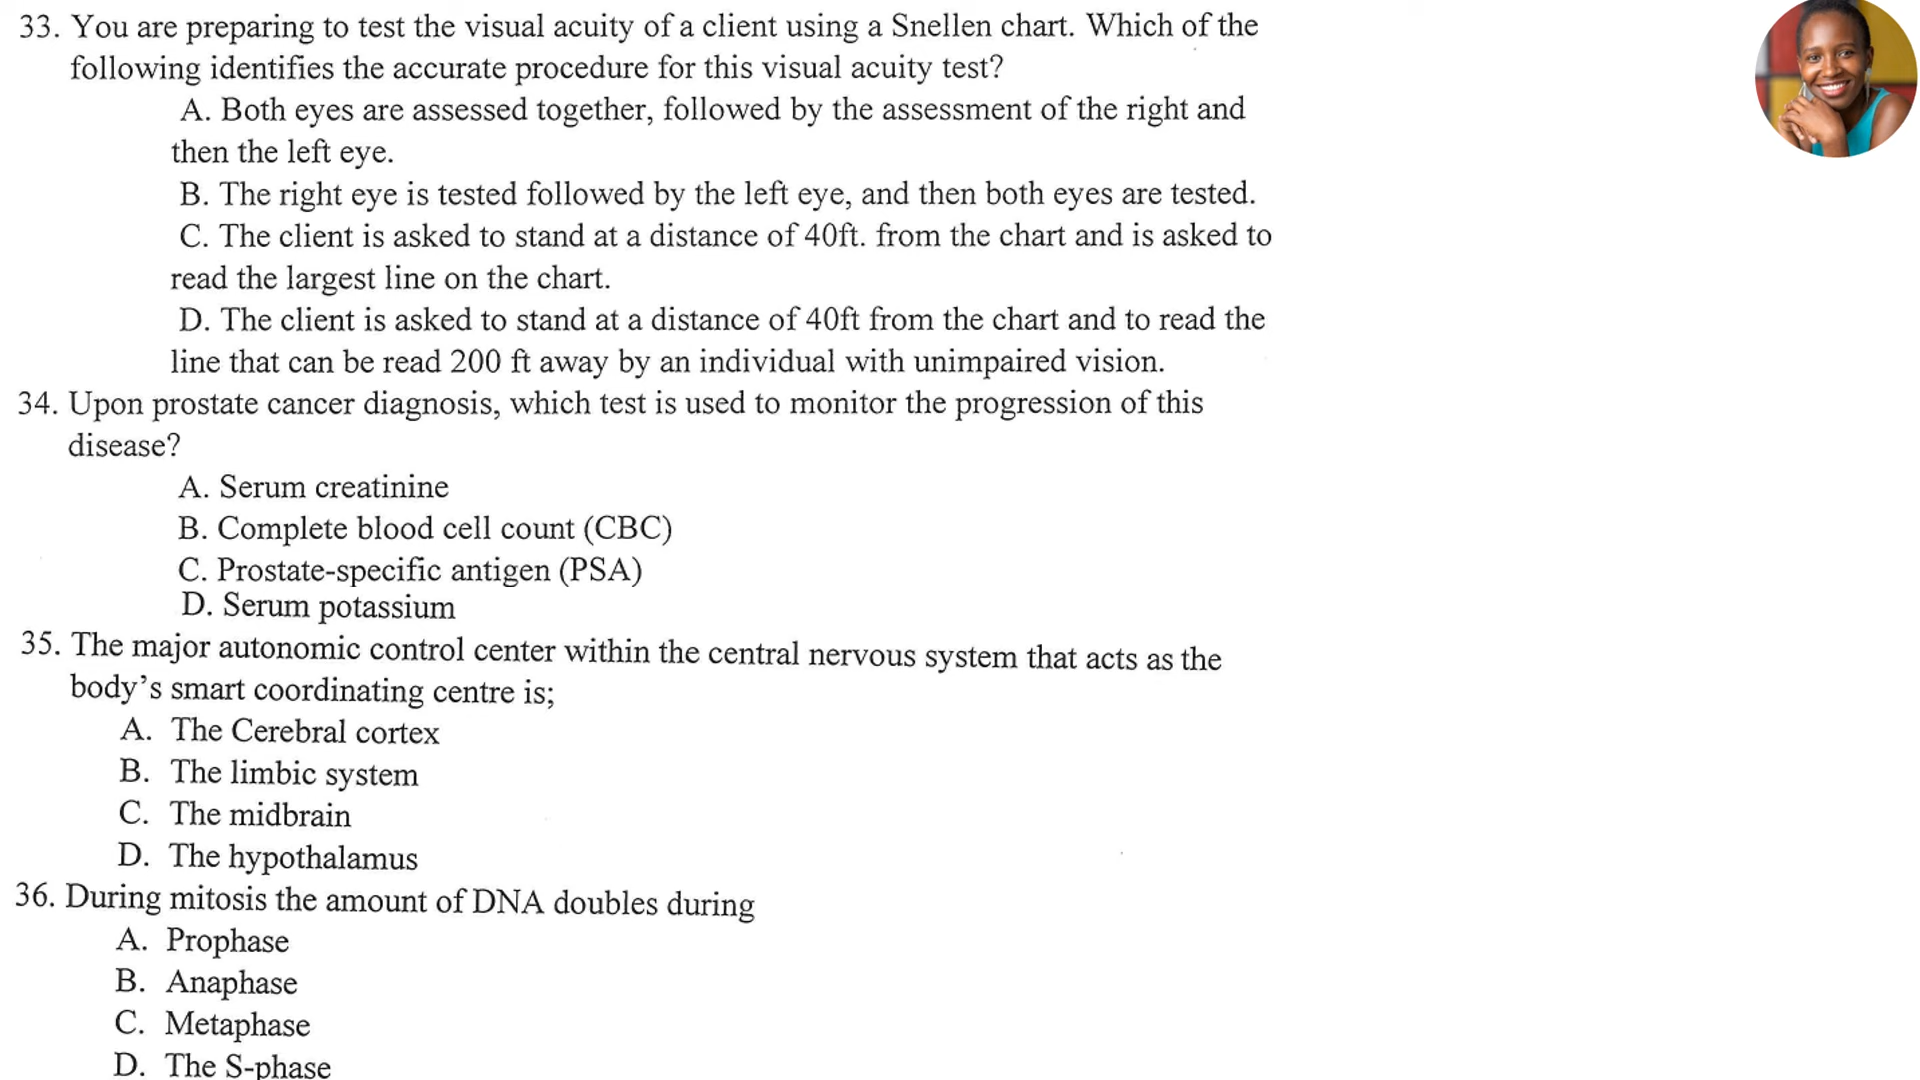 33. You are preparing to test the visual acuity of a client using a Snellen chart. Which of the
following identifies the accurate procedure for this visual acuity test?
A. Both eyes are assessed together, followed by the assessment of the right and
then the left eye.
B. The right eye is tested followed by the left eye, and then both eyes are tested.
C. The client is asked to stand at a distance of 40ft. from the chart and is asked to
read the largest line on the chart.
D. The client is asked to stand at a distance of 40ft from the chart and to read the
line that can be read 200 ft away by an individual with unimpaired vision.
34. Upon prostate cancer diagnosis, which test is used to monitor the progression of this
disease?
A. Serum creatinine
B. Complete blood cell count (CBC)
C. Prostate-specific antigen (PSA)
D. Serum potassium
35. The major autonomic control center within the central nervous system that acts as the
body’s smart coordinating centre is;
A. The Cerebral cortex
B. The limbic system
C. The midbrain
D. The hypothalamus
36. During mitosis the amount of DNA doubles during
A. Prophase
B. Anaphase
C. Metaphase
D. The S-phase